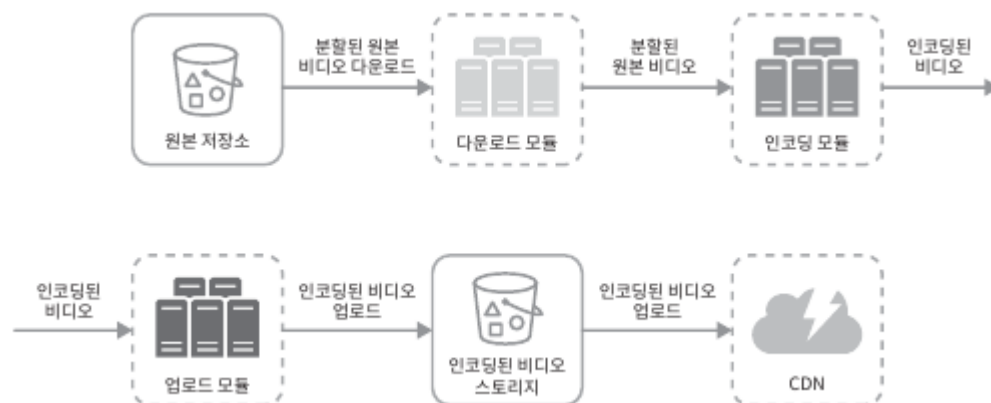 분할된 원본
비디오 다운로드
분할된
원본 비디오
인코딩된
비디오
원본 저장소
다운로드 모듈
인코딩 모듈
인코딩된
비디오
인코딩된 비디오
업로드
인코딩된 비디오
업로드
업로드 모듈
인코딩된 비디오
스토리지
CDN